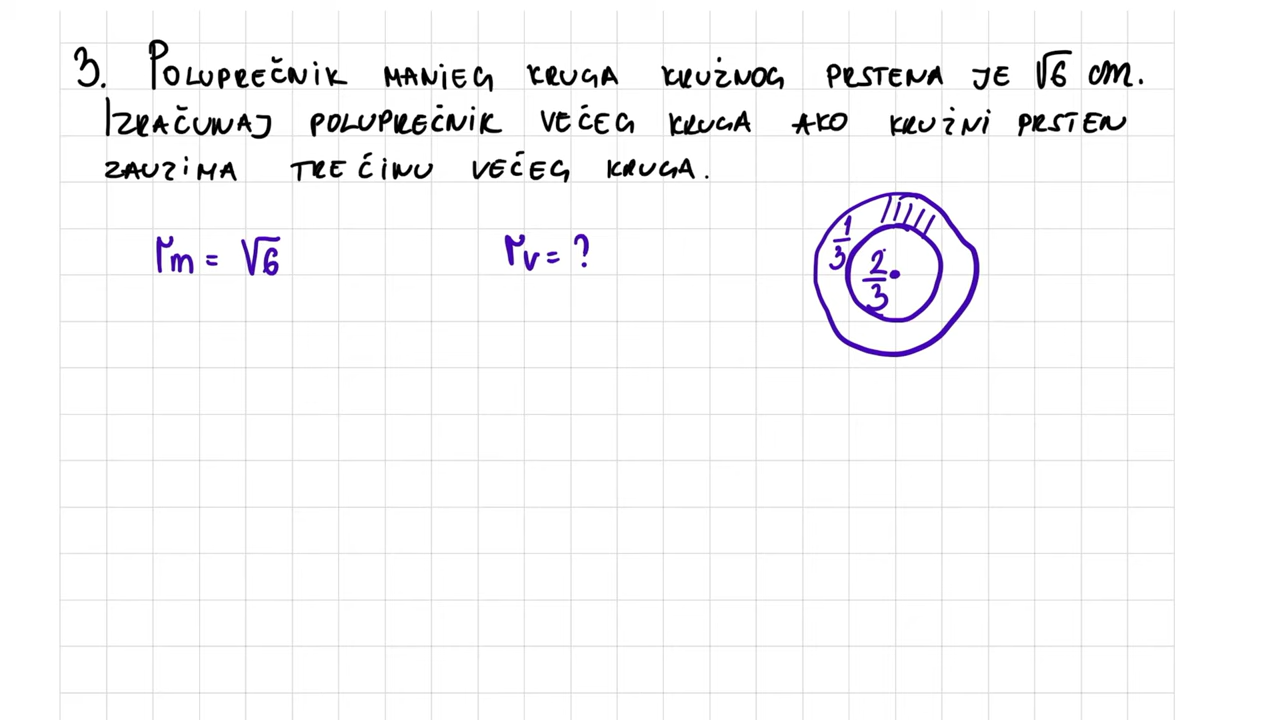 3. POLUPREČNIK MANJEG KRUGA KRUŽNOG PRSTENA JE √6 cm.
IZRAČUNAJ POLUPREČNIK VEĆEG KRUGA AKO KRUŽNI PRSTEN
ZAUZIMA TREĆINU VEĆEG KRUGA.
rm = √6 rv = ?
1/3
2/3